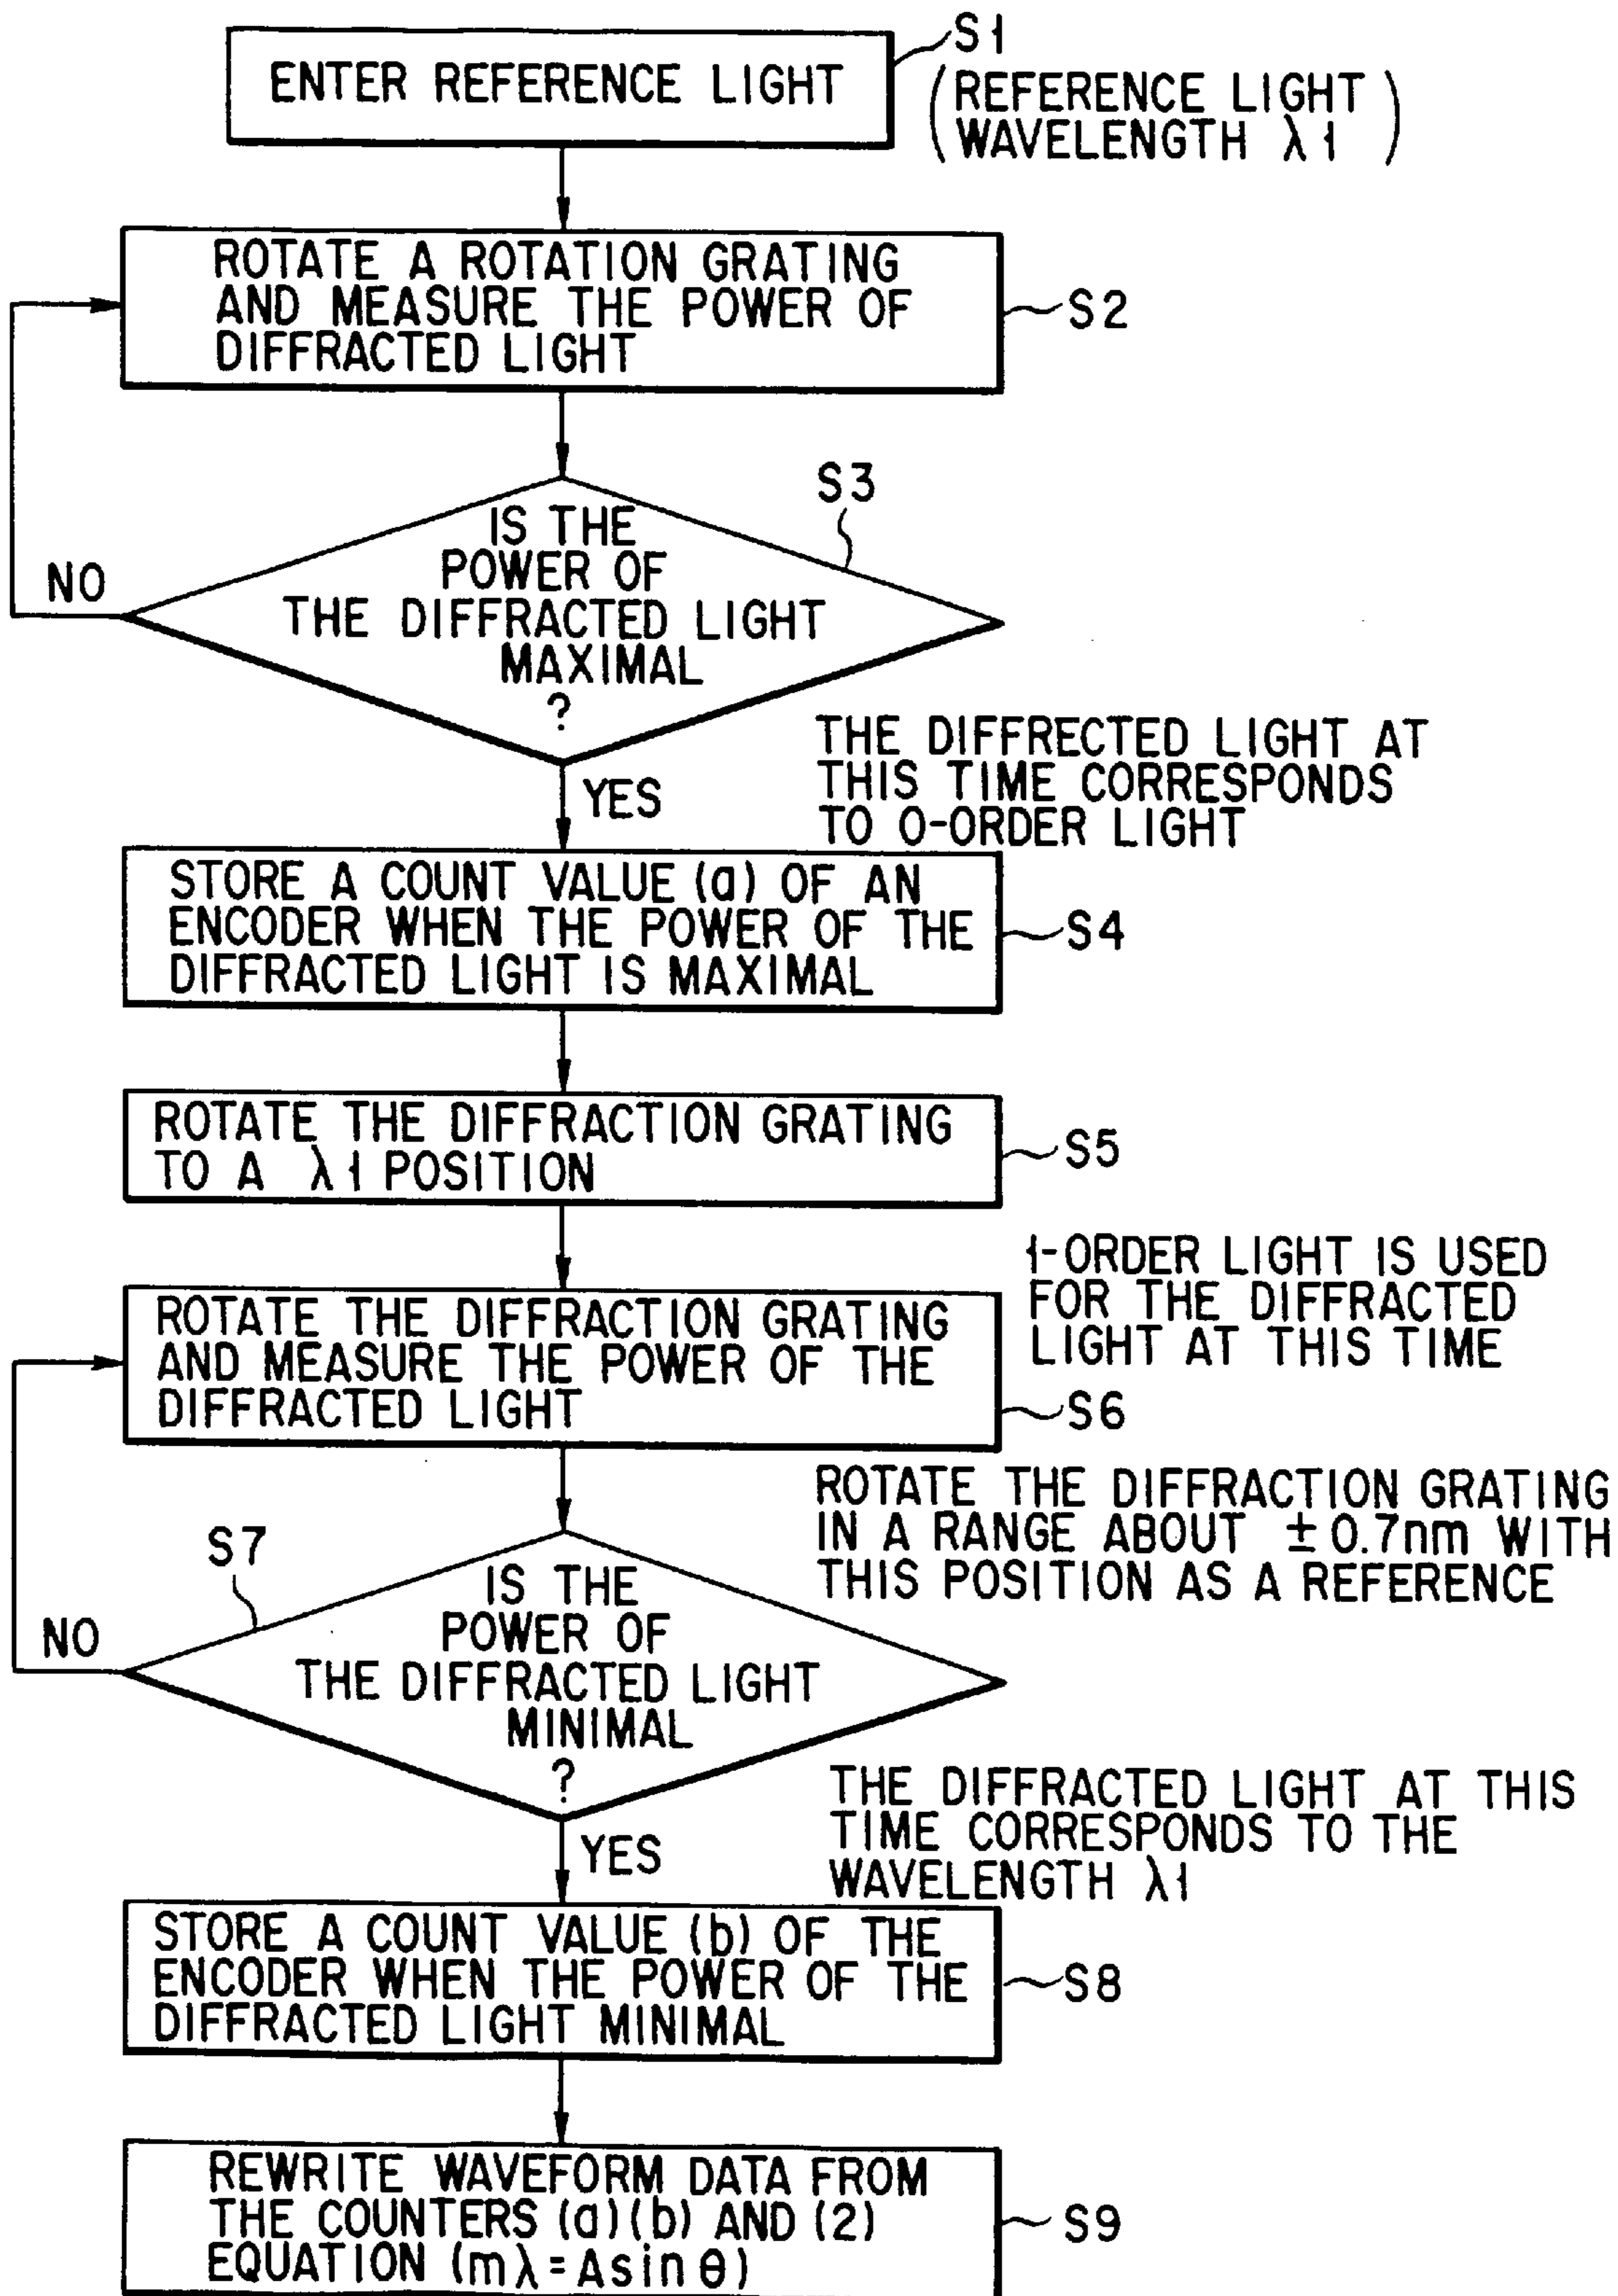 ENTER REFERENCE LIGHT
S1
(REFERENCE LIGHT
WAVELENGTH λ1)
ROTATE A ROTATION GRATING
AND MEASURE THE POWER OF
DIFFRACTED LIGHT
S2
S3
IS THE
POWER OF
THE DIFFRACTED LIGHT
MAXIMAL
?
NO
YES
THE DIFFRECTED LIGHT AT
THIS TIME CORRESPONDS
TO 0-ORDER LIGHT
STORE A COUNT VALUE (a) OF AN
ENCODER WHEN THE POWER OF THE
DIFFRACTED LIGHT IS MAXIMAL
S4
ROTATE THE DIFFRACTION GRATING
TO A λ1 POSITION
S5
1-ORDER LIGHT IS USED
FOR THE DIFFRACTED
LIGHT AT THIS TIME
ROTATE THE DIFFRACTION GRATING
AND MEASURE THE POWER OF THE
DIFFRACTED LIGHT
S6
ROTATE THE DIFFRACTION GRATING
IN A RANGE ABOUT ±0.7nm WITH
THIS POSITION AS A REFERENCE
S7
IS THE
POWER OF
THE DIFFRACTED LIGHT
MINIMAL
?
NO
YES
THE DIFFRACTED LIGHT AT THIS
TIME CORRESPONDS TO THE
WAVELENGTH λ1
STORE A COUNT VALUE (b) OF THE
ENCODER WHEN THE POWER OF THE
DIFFRACTED LIGHT MINIMAL
S8
REWRITE WAVEFORM DATA FROM
THE COUNTERS (a)(b) AND (2)
EQUATION (mλ=Asinθ)
S9